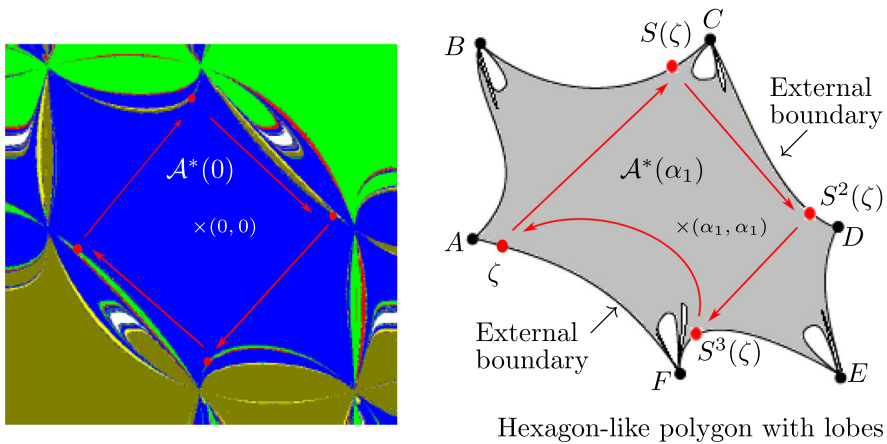 𝒜*(0)
×(0, 0)
B
S(ζ)
C
External
boundary
𝒜*(α₁)
S²(ζ)
×(α₁, α₁)
A
D
ζ
External
boundary
S³(ζ)
F
E
Hexagon-like polygon with lobes